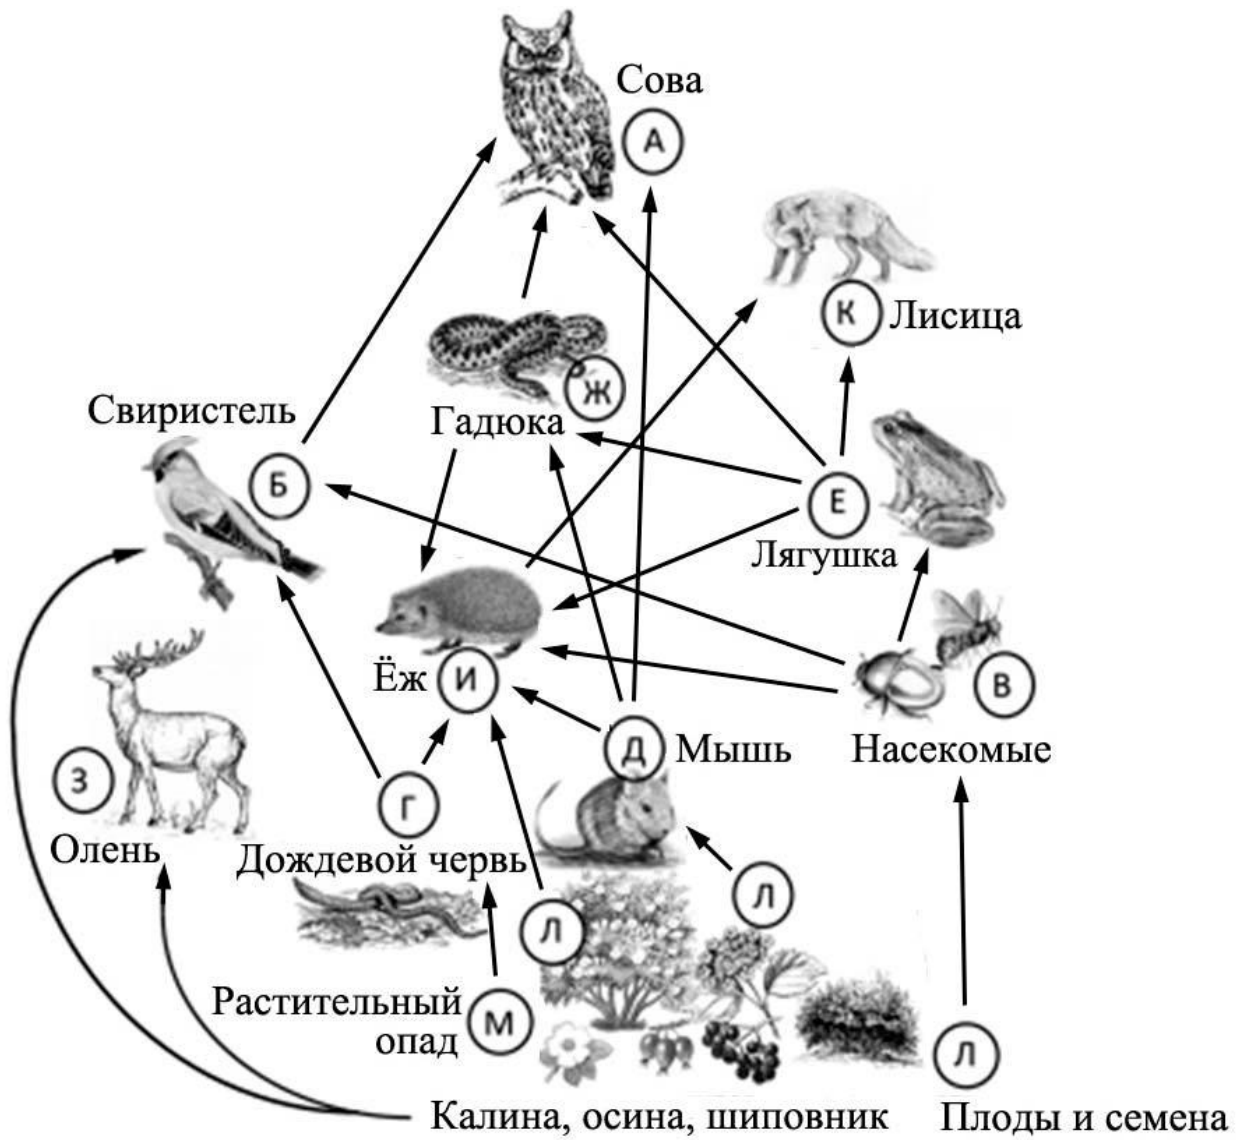 Сова
А
К Лисица
Ж
Свиристель
Гадюка
Б
Е
Лягушка
Ёж И
В
Д Мышь
Насекомые
З
Г
Олень
Дождевой червь
Л
Л
Растительный
опад
М
Л
Калина, осина, шиповник
Плоды и семена